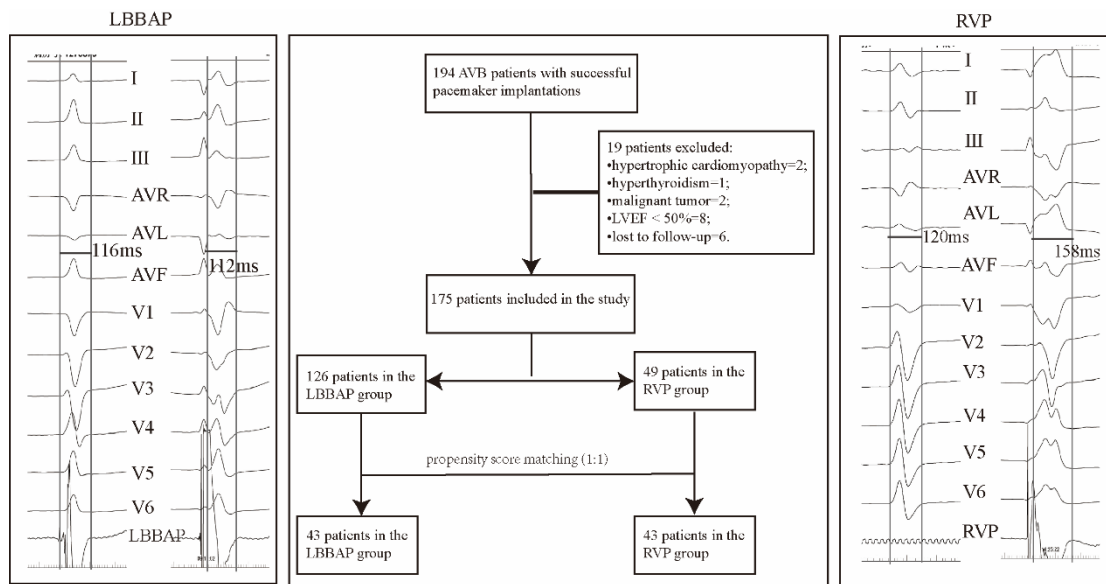 LBBAP
I
II
III
AVR
AVL
116ms
112ms
AVF
V1
V2
V3
V4
V5
V6
LBBAP
194 AVB patients with successful
pacemaker implantations
19 patients excluded:
•hypertrophic cardiomyopathy=2;
•hyperthyroidism=1;
•malignant tumor=2;
•LVEF < 50%=8;
•lost to follow-up=6.
175 patients included in the study
126 patients in the
LBBAP group
49 patients in the
RVP group
propensity score matching (1:1)
43 patients in the
LBBAP group
43 patients in the
RVP group
RVP
I
II
III
AVR
AVL
120ms
158ms
AVF
V1
V2
V3
V4
V5
V6
RVP